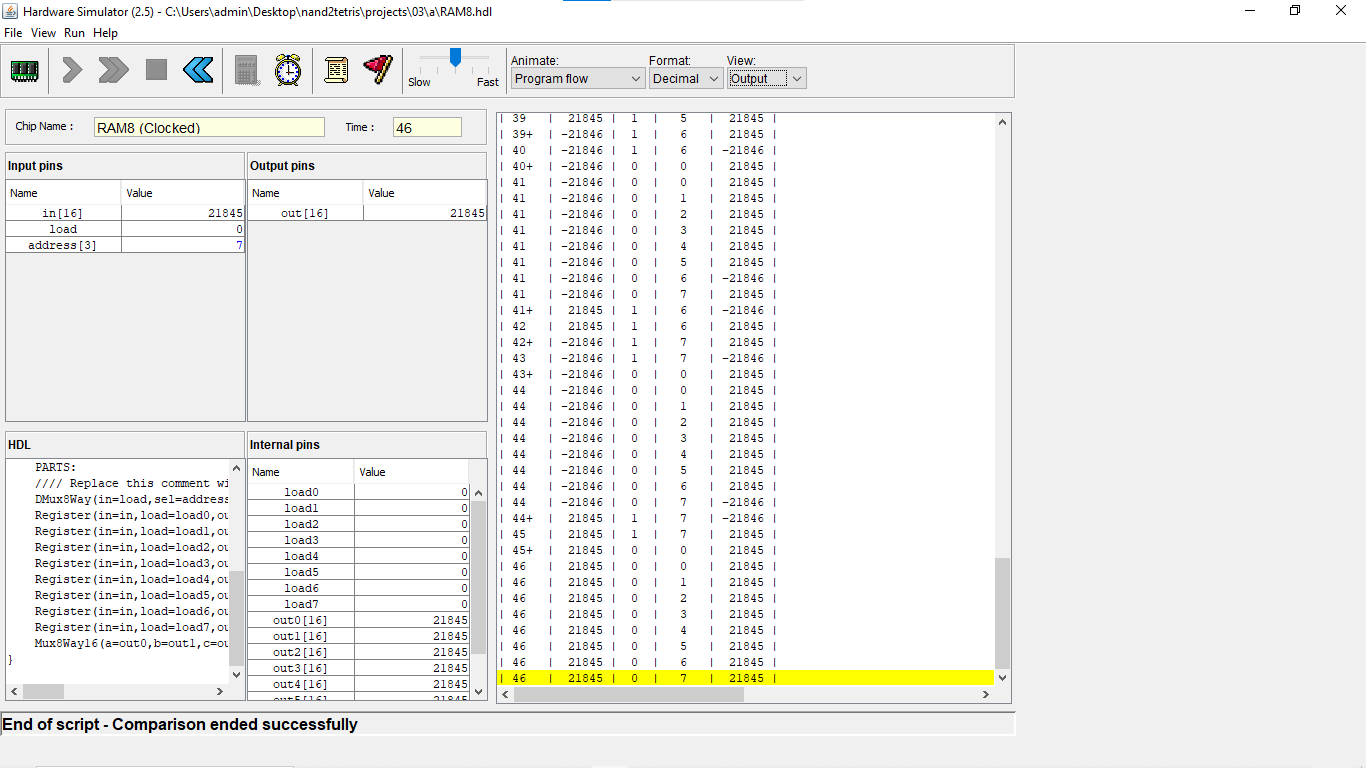 Hardware Simulator (2.5) - C:\Users\admin\Desktop\nand2tetris\projects\03\a\RAM8.hdl
File View Run Help
Slow Fast
Animate: Format: View:
Program flow Decimal Output
Chip Name : RAM8 (Clocked) Time : 46
Input pins
Name Value
in[16] 21845
load 0
address[3] 7
Output pins
Name Value
out[16] 21845
HDL
PARTS:
//// Replace this comment wi
DMux8Way(in=load,sel=address
Register(in=in,load=load0,ou
Register(in=in,load=load1,ou
Register(in=in,load=load2,ou
Register(in=in,load=load3,ou
Register(in=in,load=load4,ou
Register(in=in,load=load5,ou
Register(in=in,load=load6,ou
Register(in=in,load=load7,ou
Mux8Way16(a=out0,b=out1,c=ou
}
Internal pins
Name Value
load0 0
load1 0
load2 0
load3 0
load4 0
load5 0
load6 0
load7 0
out0[16] 21845
out1[16] 21845
out2[16] 21845
out3[16] 21845
out4[16] 21845
out5[16] 21845
| 39 | 21845 | 1 | 5 | 21845 |
| 39+ | -21846 | 1 | 6 | 21845 |
| 40 | -21846 | 1 | 6 | -21846 |
| 40+ | -21846 | 0 | 0 | 21845 |
| 41 | -21846 | 0 | 0 | 21845 |
| 41 | -21846 | 0 | 1 | 21845 |
| 41 | -21846 | 0 | 2 | 21845 |
| 41 | -21846 | 0 | 3 | 21845 |
| 41 | -21846 | 0 | 4 | 21845 |
| 41 | -21846 | 0 | 5 | 21845 |
| 41 | -21846 | 0 | 6 | -21846 |
| 41 | -21846 | 0 | 7 | 21845 |
| 41+ | 21845 | 1 | 6 | -21846 |
| 42 | 21845 | 1 | 6 | 21845 |
| 42+ | -21846 | 1 | 7 | 21845 |
| 43 | -21846 | 1 | 7 | -21846 |
| 43+ | -21846 | 0 | 0 | 21845 |
| 44 | -21846 | 0 | 0 | 21845 |
| 44 | -21846 | 0 | 1 | 21845 |
| 44 | -21846 | 0 | 2 | 21845 |
| 44 | -21846 | 0 | 3 | 21845 |
| 44 | -21846 | 0 | 4 | 21845 |
| 44 | -21846 | 0 | 5 | 21845 |
| 44 | -21846 | 0 | 6 | 21845 |
| 44 | -21846 | 0 | 7 | -21846 |
| 44+ | 21845 | 1 | 7 | -21846 |
| 45 | 21845 | 1 | 7 | 21845 |
| 45+ | 21845 | 0 | 0 | 21845 |
| 46 | 21845 | 0 | 0 | 21845 |
| 46 | 21845 | 0 | 1 | 21845 |
| 46 | 21845 | 0 | 2 | 21845 |
| 46 | 21845 | 0 | 3 | 21845 |
| 46 | 21845 | 0 | 4 | 21845 |
| 46 | 21845 | 0 | 5 | 21845 |
| 46 | 21845 | 0 | 6 | 21845 |
| 46 | 21845 | 0 | 7 | 21845 |
End of script - Comparison ended successfully